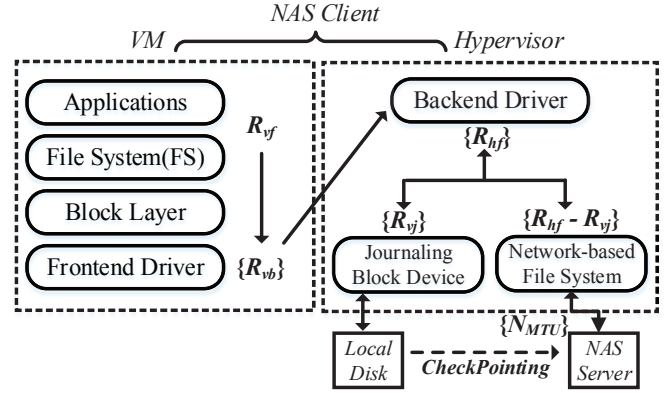 NAS Client
VM
Hypervisor
Applications
File System(FS)
Block Layer
Frontend Driver
R_vf
{R_vb}
Backend Driver
{R_hf}
{R_vj}
{R_hf - R_vj}
Journaling
Block Device
Network-based
File System
{N_MTU}
Local
Disk
CheckPointing
NAS
Server